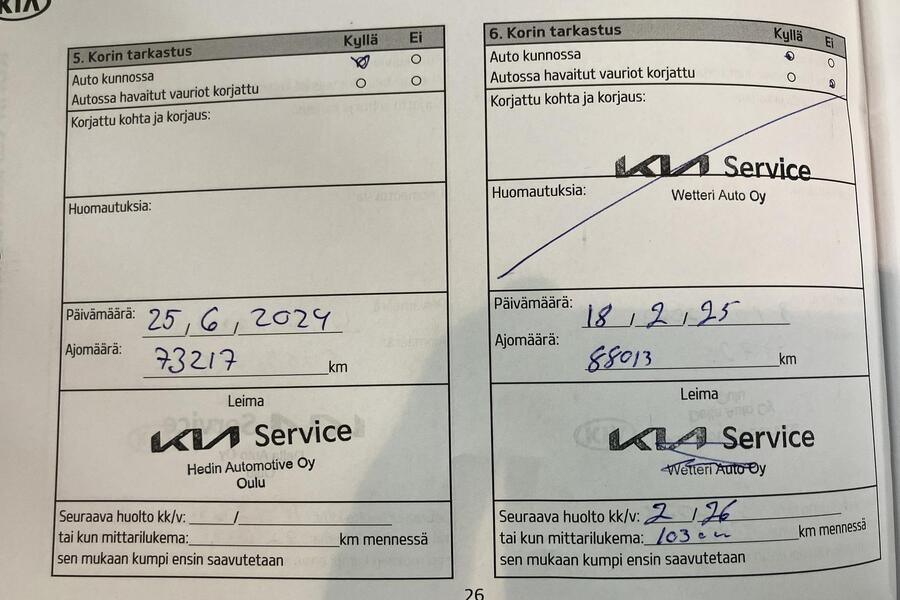 KIA
5. Korin tarkastus Kyllä Ei
Auto kunnossa
Autossa havaitut vauriot korjattu
Korjattu kohta ja korjaus:
Huomautuksia:
Päivämäärä: 25, 6, 2024
Ajomäärä: 73217 km
Leima
KIA Service
Hedin Automotive Oy
Oulu
Seuraava huolto kk/v: /
tai kun mittarilukema: km mennessä
sen mukaan kumpi ensin saavutetaan
6. Korin tarkastus Kyllä Ei
Auto kunnossa
Autossa havaitut vauriot korjattu
Korjattu kohta ja korjaus:
KIA Service
Huomautuksia: Wetteri Auto Oy
Päivämäärä: 18, 2, 25
Ajomäärä: 88013 km
Leima
KIA Service
Wetteri Auto Oy
Seuraava huolto kk/v: 2 / 26
tai kun mittarilukema: 103 km mennessä
sen mukaan kumpi ensin saavutetaan
26